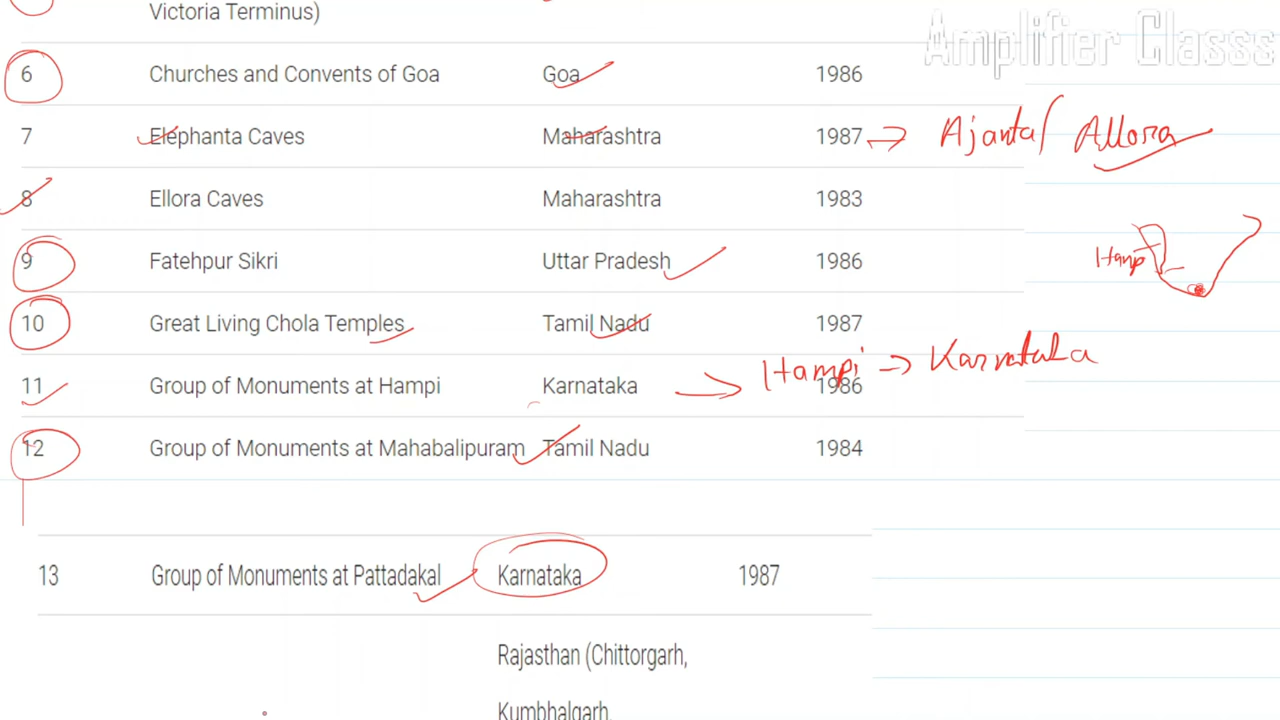 Victoria Terminus)
Amplifier Classs
6 Churches and Convents of Goa Goa 1986
7 Elephanta Caves Maharashtra 1987 → Ajanta/ Allora
8 Ellora Caves Maharashtra 1983
9 Fatehpur Sikri Uttar Pradesh 1986
Hamp
10 Great Living Chola Temples Tamil Nadu 1987
Hampi → Karnataka
11 Group of Monuments at Hampi Karnataka → 1986
12 Group of Monuments at Mahabalipuram Tamil Nadu 1984
13 Group of Monuments at Pattadakal Karnataka 1987
Rajasthan (Chittorgarh,
Kumbhalgarh,